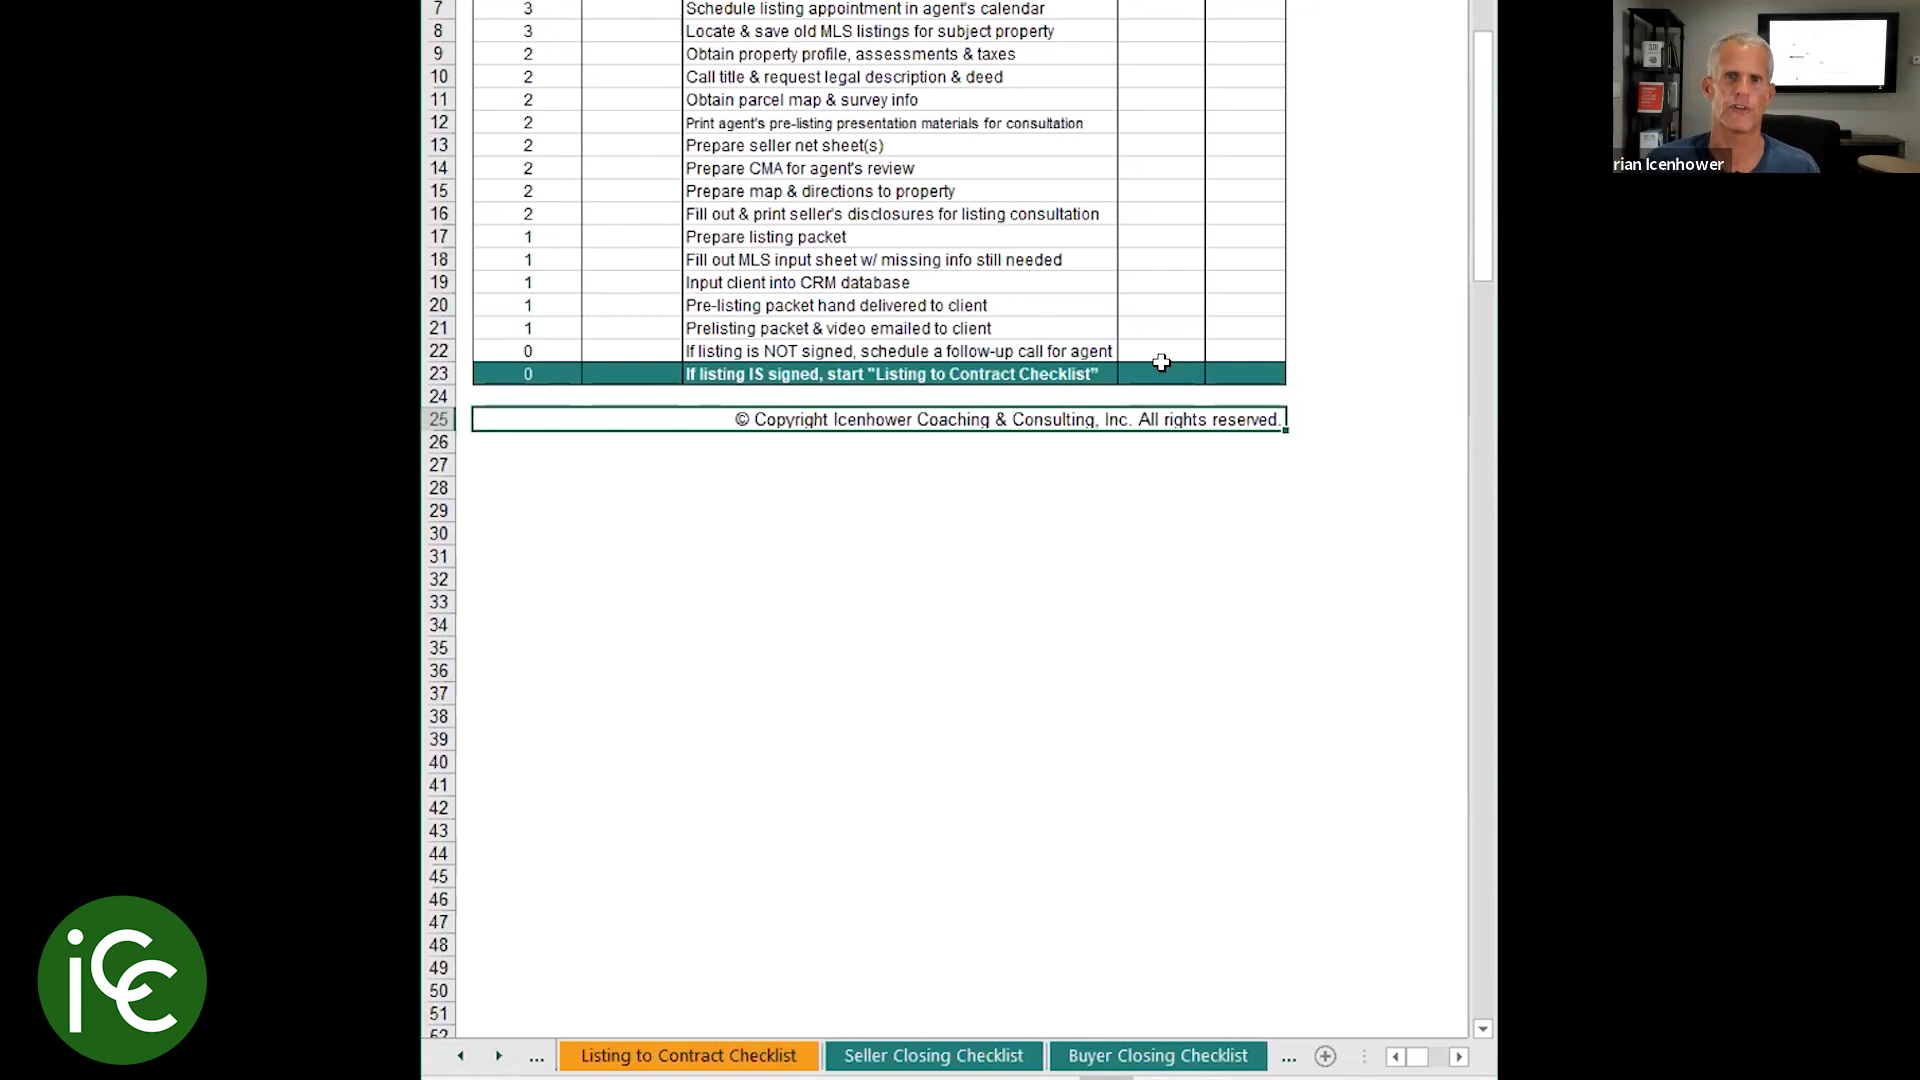 7 3 Schedule listing appointment in agent's calendar
8 3 Locate & save old MLS listings for subject property
9 2 Obtain property profile, assessments & taxes
10 2 Call title & request legal description & deed
11 2 Obtain parcel map & survey info
12 2 Print agent's pre-listing presentation materials for consultation
13 2 Prepare seller net sheet(s)
14 2 Prepare CMA for agent's review
15 2 Prepare map & directions to property
16 2 Fill out & print seller's disclosures for listing consultation
17 1 Prepare listing packet
18 1 Fill out MLS input sheet w/ missing info still needed
19 1 Input client into CRM database
20 1 Pre-listing packet hand delivered to client
21 1 Prelisting packet & video emailed to client
22 0 If listing is NOT signed, schedule a follow-up call for agent
23 0 If listing IS signed, start "Listing to Contract Checklist”
24
25 © Copyright Icenhower Coaching & Consulting, Inc. All rights reserved.
26
27
28
29
30
31
32
33
34
35
36
37
38
39
40
41
42
43
44
45
46
47
48
49
50
51
52
... Listing to Contract Checklist Seller Closing Checklist Buyer Closing Checklist ...
rian Icenhower
iCC